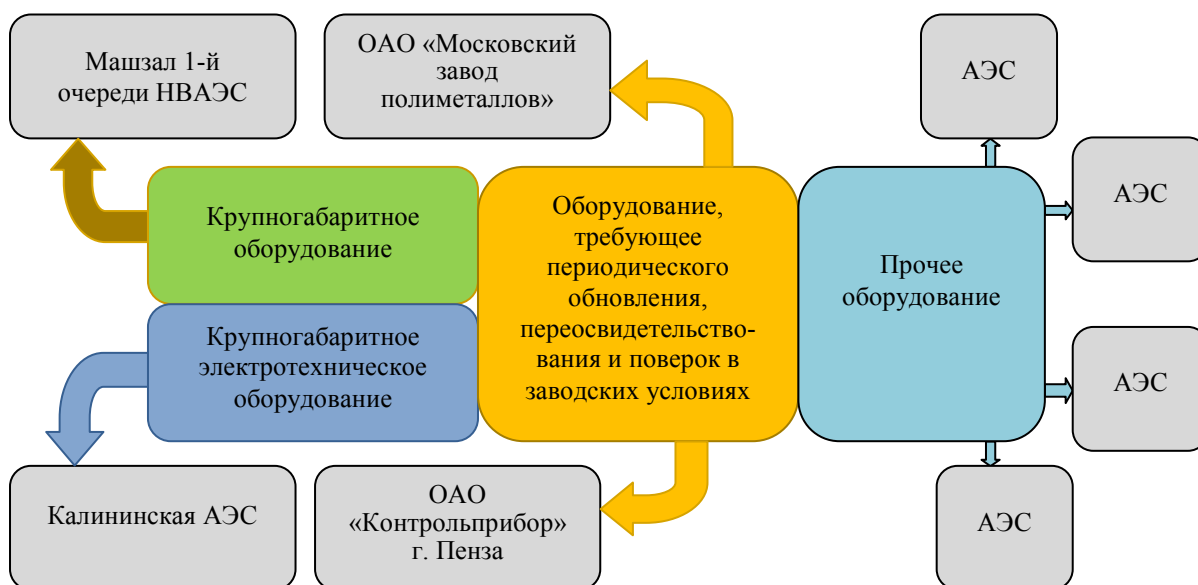 Машзал 1-й
очереди НВАЭС
ОАО «Московский
завод
полиметаллов»
АЭС
АЭС
Крупногабаритное
оборудование
Оборудование,
требующее
периодического
обновления,
переосвидетельство-
вания и поверок в
заводских условиях
Прочее
оборудование
Крупногабаритное
электротехническое
оборудование
АЭС
Калининская АЭС
ОАО
«Контрольприбор»
г. Пенза
АЭС